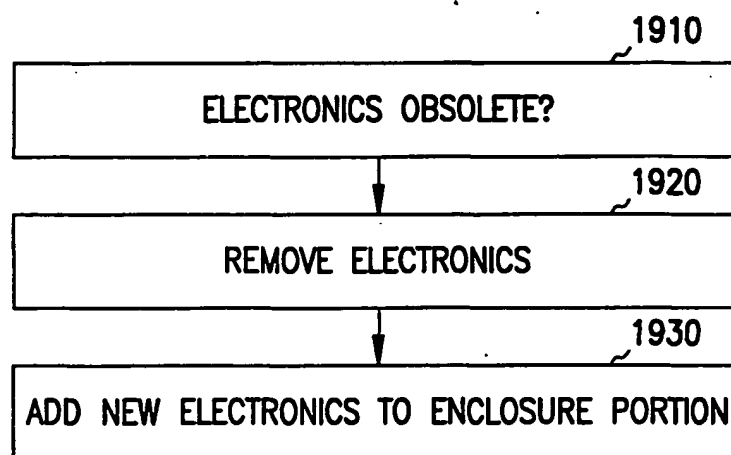 1910
ELECTRONICS OBSOLETE?
1920
REMOVE ELECTRONICS
1930
ADD NEW ELECTRONICS TO ENCLOSURE PORTION